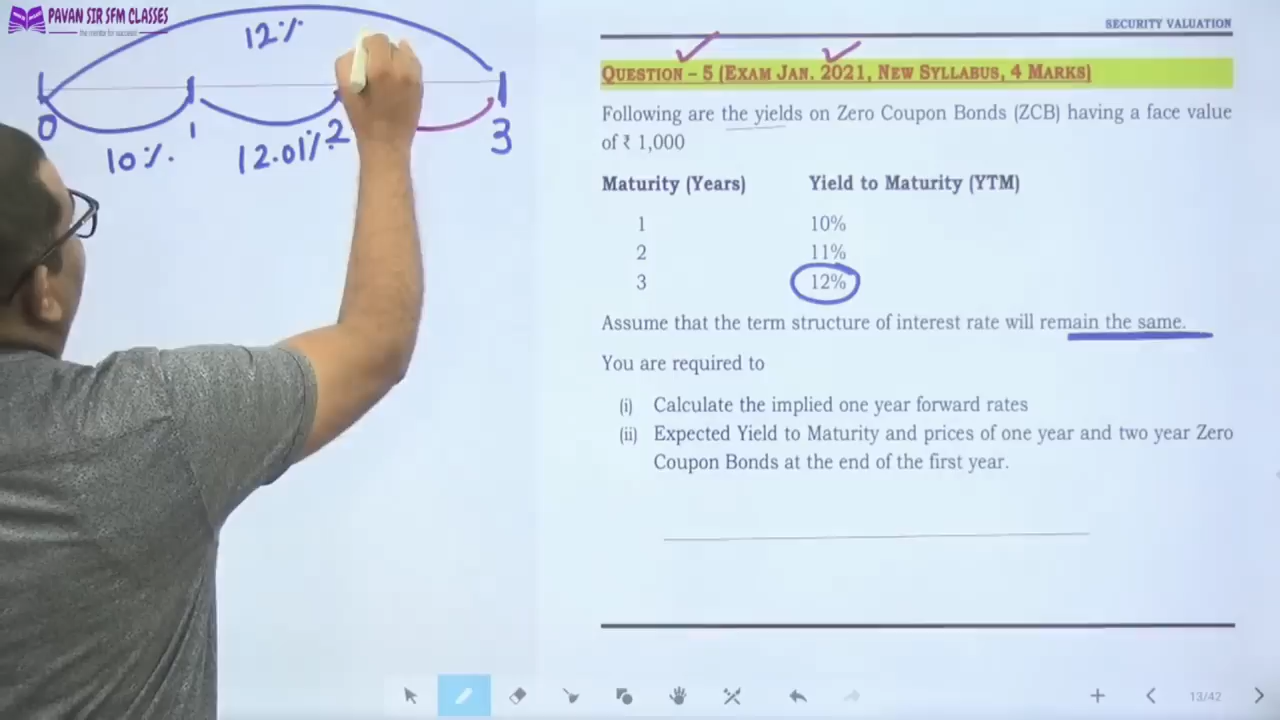 PAVAN SIR SFM CLASSES
the mentor for success!
SECURITY VALUATION
12%
0
1
2
3
10%.
12.01%.
QUESTION – 5 (EXAM JAN. 2021, NEW SYLLABUS, 4 MARKS)
Following are the yields on Zero Coupon Bonds (ZCB) having a face value
of ₹ 1,000
Maturity (Years) Yield to Maturity (YTM)
1 10%
2 11%
3 12%
Assume that the term structure of interest rate will remain the same.
You are required to
(i) Calculate the implied one year forward rates
(ii) Expected Yield to Maturity and prices of one year and two year Zero
Coupon Bonds at the end of the first year.
13/42